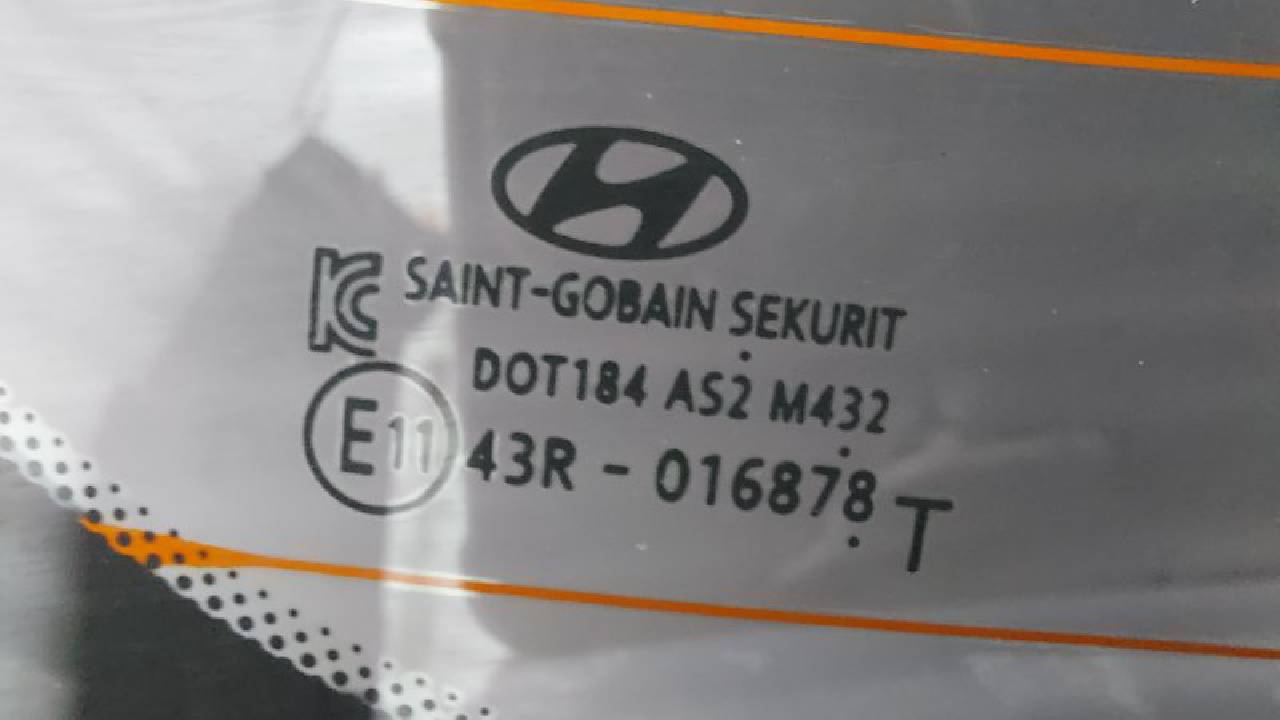 SAINT-GOBAIN SEKURIT
DOT184 AS2 M432
E11 43R - 016878 T